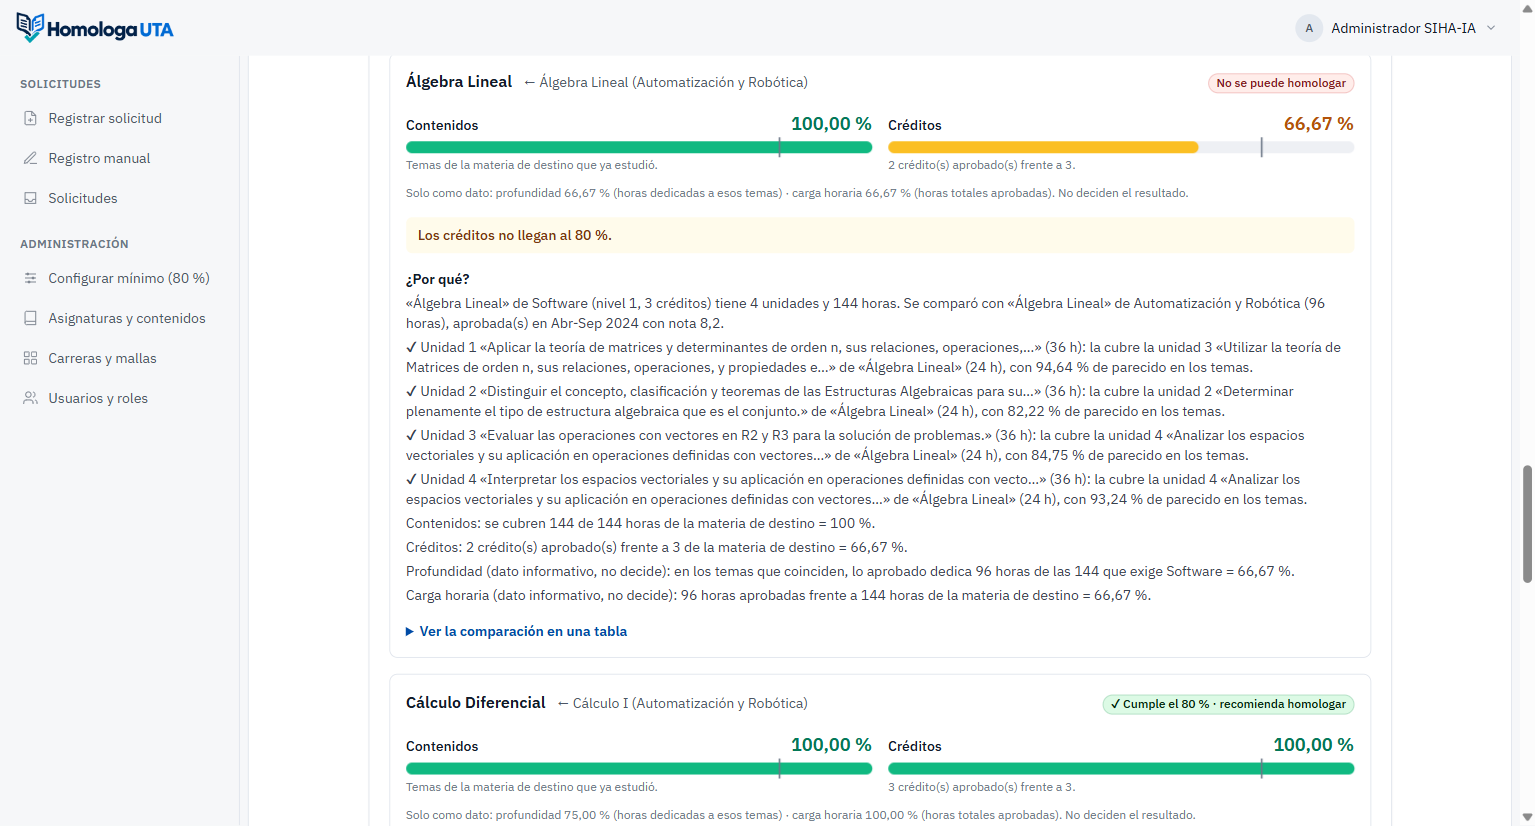 Homologa UTA
A Administrador SIHA-IA
SOLICITUDES
Registrar solicitud
Registro manual
Solicitudes
ADMINISTRACIÓN
Configurar mínimo (80 %)
Asignaturas y contenidos
Carreras y mallas
Usuarios y roles
Álgebra Lineal ← Álgebra Lineal (Automatización y Robótica) No se puede homologar
Contenidos 100,00 % Créditos 66,67 %
Temas de la materia de destino que ya estudió. 2 crédito(s) aprobado(s) frente a 3.
Solo como dato: profundidad 66,67 % (horas dedicadas a esos temas) · carga horaria 66,67 % (horas totales aprobadas). No deciden el resultado.
Los créditos no llegan al 80 %.
¿Por qué?
«Álgebra Lineal» de Software (nivel 1, 3 créditos) tiene 4 unidades y 144 horas. Se comparó con «Álgebra Lineal» de Automatización y Robótica (96
horas), aprobada(s) en Abr-Sep 2024 con nota 8,2.
✓ Unidad 1 «Aplicar la teoría de matrices y determinantes de orden n, sus relaciones, operaciones,...» (36 h): la cubre la unidad 3 «Utilizar la teoría de
Matrices de orden n, sus relaciones, operaciones, y propiedades e...» de «Álgebra Lineal» (24 h), con 94,64 % de parecido en los temas.
✓ Unidad 2 «Distinguir el concepto, clasificación y teoremas de las Estructuras Algebraicas para su...» (36 h): la cubre la unidad 2 «Determinar
plenamente el tipo de estructura algebraica que es el conjunto.» de «Álgebra Lineal» (24 h), con 82,22 % de parecido en los temas.
✓ Unidad 3 «Evaluar las operaciones con vectores en R2 y R3 para la solución de problemas.» (36 h): la cubre la unidad 4 «Analizar los espacios
vectoriales y su aplicación en operaciones definidas con vectores...» de «Álgebra Lineal» (24 h), con 84,75 % de parecido en los temas.
✓ Unidad 4 «Interpretar los espacios vectoriales y su aplicación en operaciones definidas con vecto...» (36 h): la cubre la unidad 4 «Analizar los
espacios vectoriales y su aplicación en operaciones definidas con vectores...» de «Álgebra Lineal» (24 h), con 93,24 % de parecido en los temas.
Contenidos: se cubren 144 de 144 horas de la materia de destino = 100 %.
Créditos: 2 crédito(s) aprobado(s) frente a 3 de la materia de destino = 66,67 %.
Profundidad (dato informativo, no decide): en los temas que coinciden, lo aprobado dedica 96 horas de las 144 que exige Software = 66,67 %.
Carga horaria (dato informativo, no decide): 96 horas aprobadas frente a 144 horas de la materia de destino = 66,67 %.
▶ Ver la comparación en una tabla
Cálculo Diferencial ← Cálculo I (Automatización y Robótica) ✓ Cumple el 80 % · recomienda homologar
Contenidos 100,00 % Créditos 100,00 %
Temas de la materia de destino que ya estudió. 3 crédito(s) aprobado(s) frente a 3.
Solo como dato: profundidad 75,00 % (horas dedicadas a esos temas) · carga horaria 100,00 % (horas totales aprobadas). No deciden el resultado.